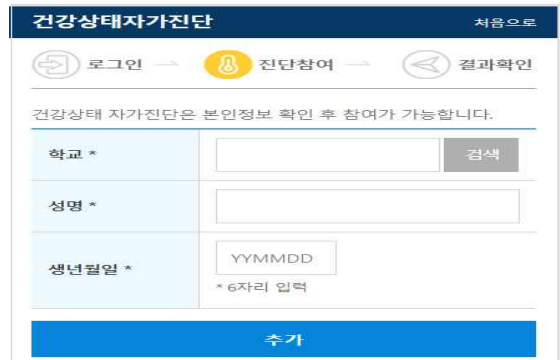 건강상태자가진단 처음으로
로그인 진단참여 결과확인
건강상태 자가진단은 본인정보 확인 후 참여가 가능합니다.
학교 * 검색
성명 *
생년월일 * YYMMDD
* 6자리 입력
추가